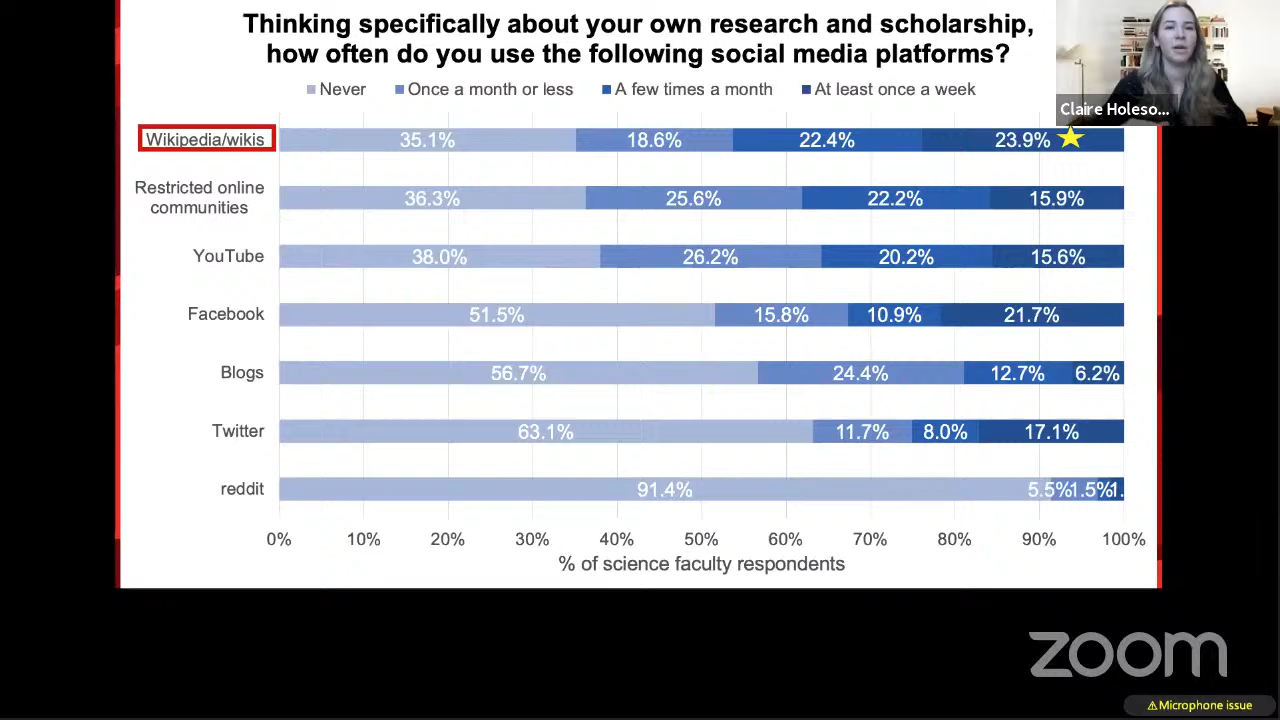 Thinking specifically about your own research and scholarship,
how often do you use the following social media platforms?
Never Once a month or less A few times a month At least once a week
Claire Holeso...
Wikipedia/wikis 35.1% 18.6% 22.4% 23.9%
Restricted online
communities 36.3% 25.6% 22.2% 15.9%
YouTube 38.0% 26.2% 20.2% 15.6%
Facebook 51.5% 15.8% 10.9% 21.7%
Blogs 56.7% 24.4% 12.7% 6.2%
Twitter 63.1% 11.7% 8.0% 17.1%
reddit 91.4% 5.5% 1.5% 1.
0% 10% 20% 30% 40% 50% 60% 70% 80% 90% 100%
% of science faculty respondents
zoom
⚠Microphone issue